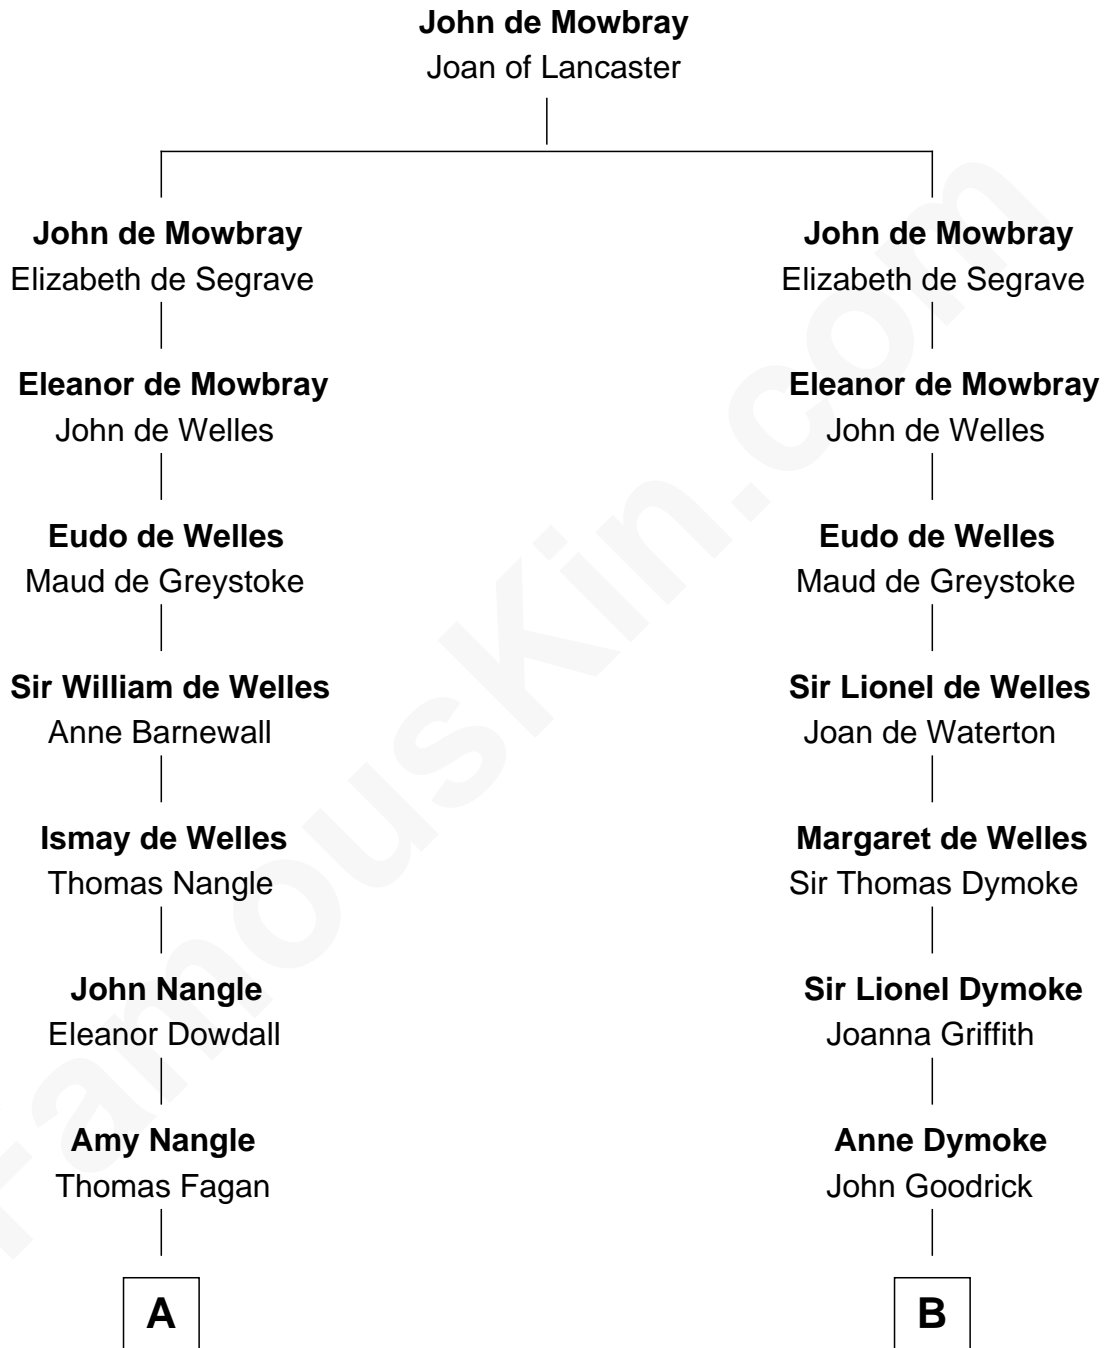 John de Mowbray
Joan of Lancaster
John de Mowbray
Elizabeth de Segrave
Eleanor de Mowbray
John de Welles
Eudo de Welles
Maud de Greystoke
Sir William de Welles
Anne Barnewall
Ismay de Welles
Thomas Nangle
John Nangle
Eleanor Dowdall
Amy Nangle
Thomas Fagan
A
John de Mowbray
Elizabeth de Segrave
Eleanor de Mowbray
John de Welles
Eudo de Welles
Maud de Greystoke
Sir Lionel de Welles
Joan de Waterton
Margaret de Welles
Sir Thomas Dymoke
Sir Lionel Dymoke
Joanna Griffith
Anne Dymoke
John Goodrick
B
FamousKin.com